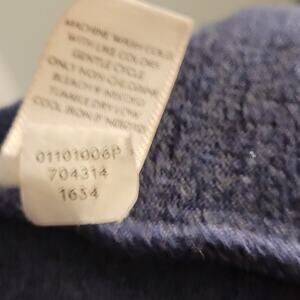 MACHINE WASH COLD
WITH LIKE COLORS
GENTLE CYCLE
ONLY NON CHLORINE
BLEACH IF NEEDED
TUMBLE DRY LOW
COOL IRON IF NEEDED
01101006P
704314
1634